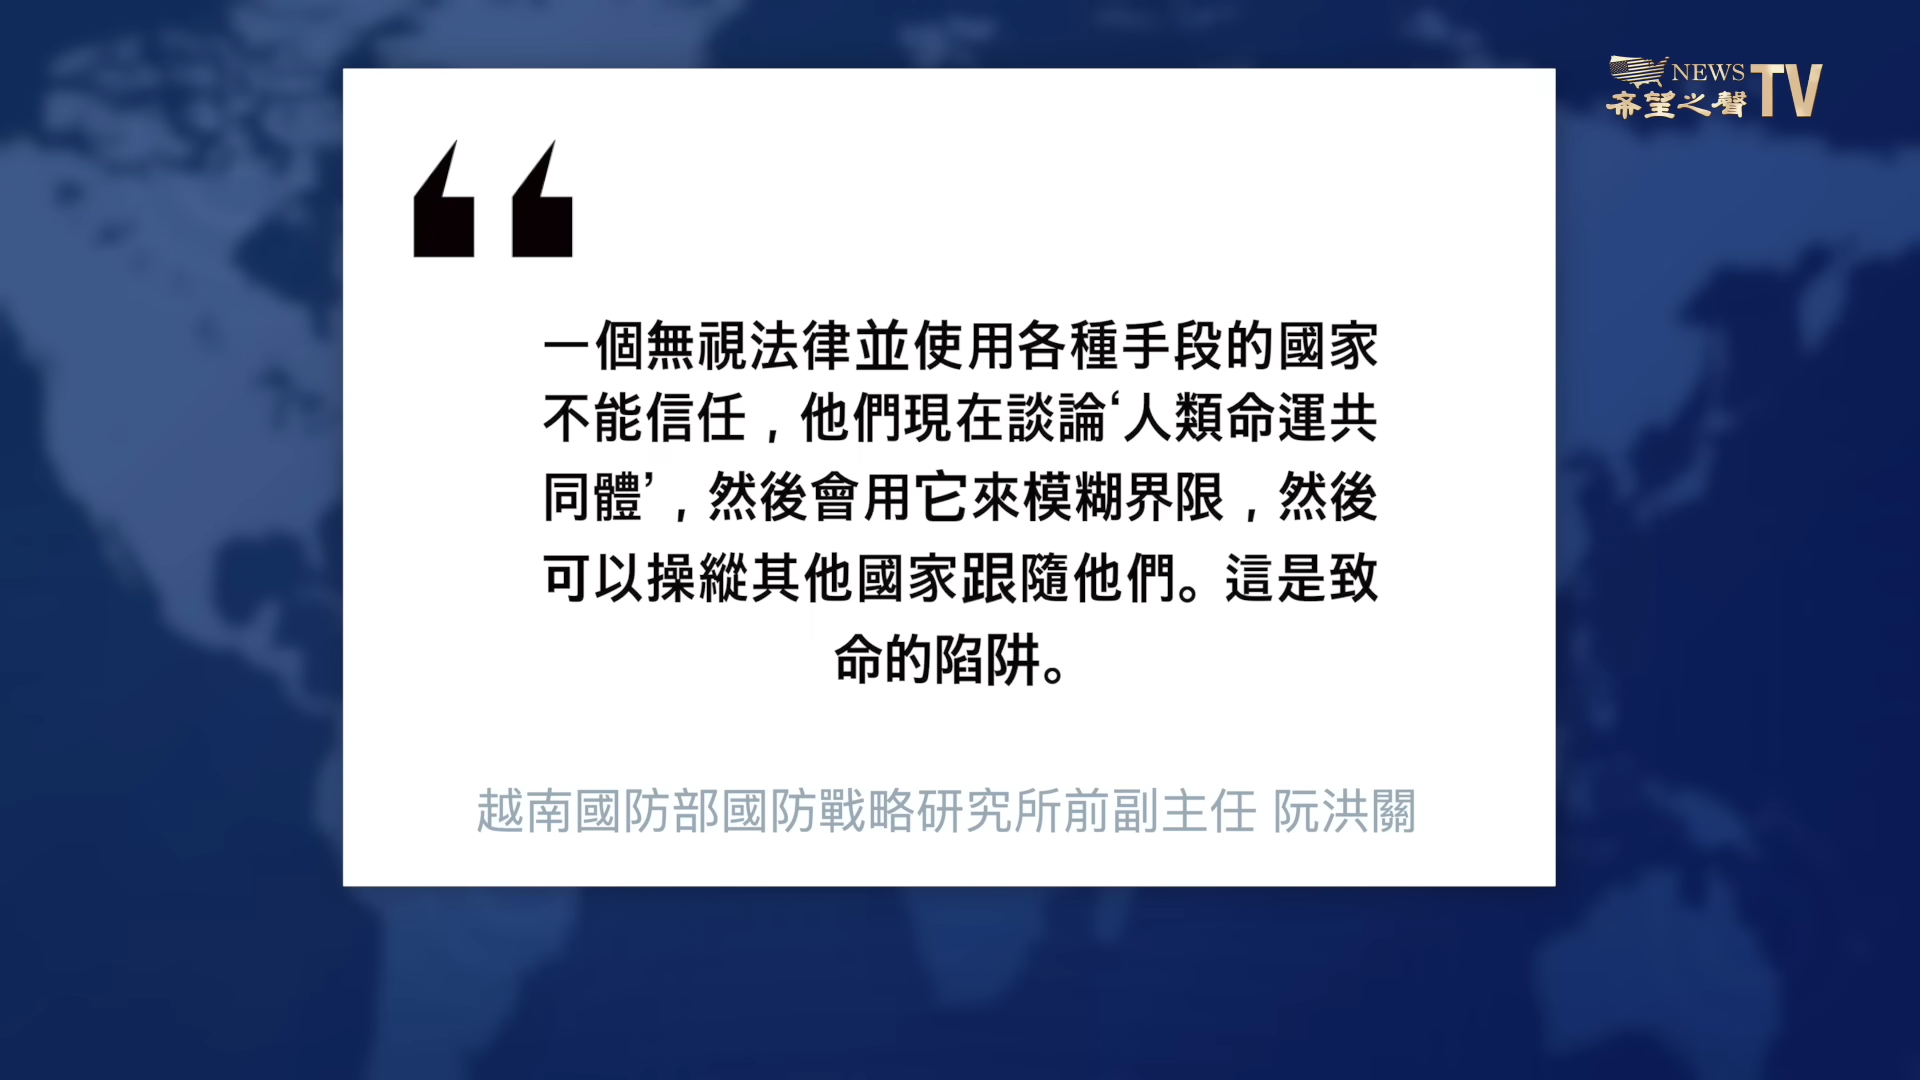 NEWS
希望之聲TV
一個無視法律並使用各種手段的國家
不能信任，他們現在談論‘人類命運共
同體’，然後會用它來模糊界限，然後
可以操縱其他國家跟隨他們。這是致
命的陷阱。
越南國防部國防戰略研究所前副主任 阮洪關